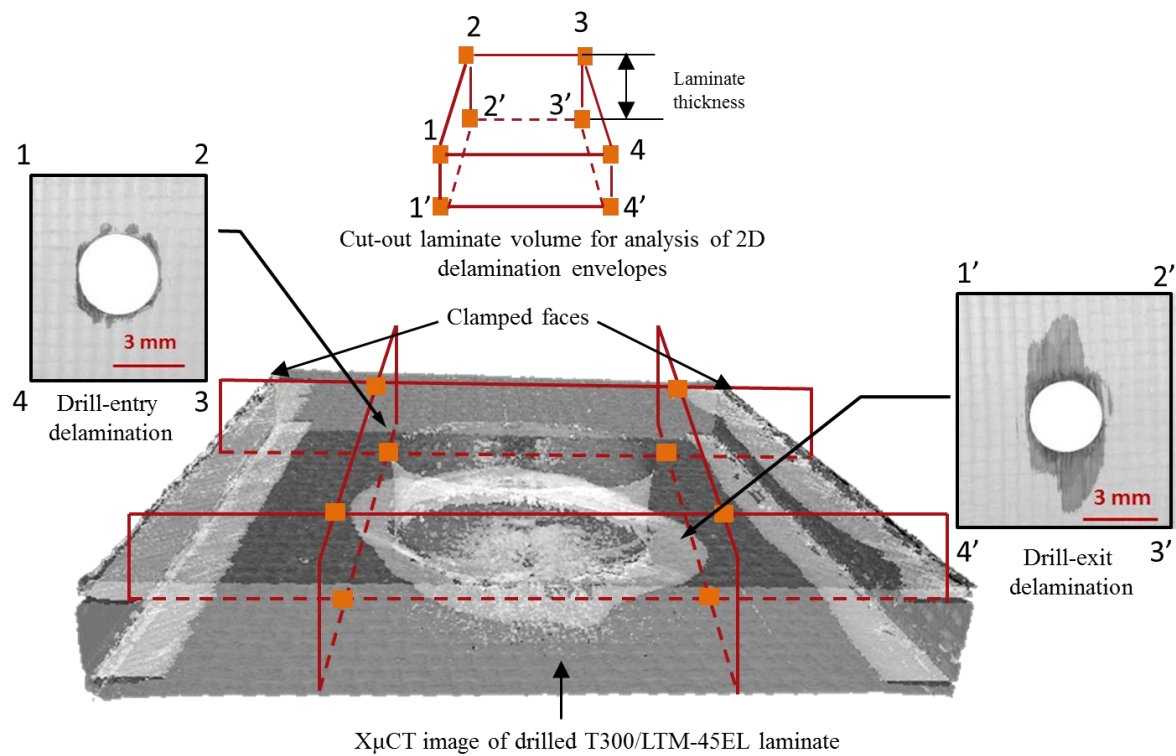 2
3
Laminate
thickness
2’
3’
1
4
1’
4’
Cut-out laminate volume for analysis of 2D
delamination envelopes
1
2
3 mm
4
3
Drill-entry
delamination
Clamped faces
1’
2’
3 mm
4’
3’
Drill-exit
delamination
XμCT image of drilled T300/LTM-45EL laminate